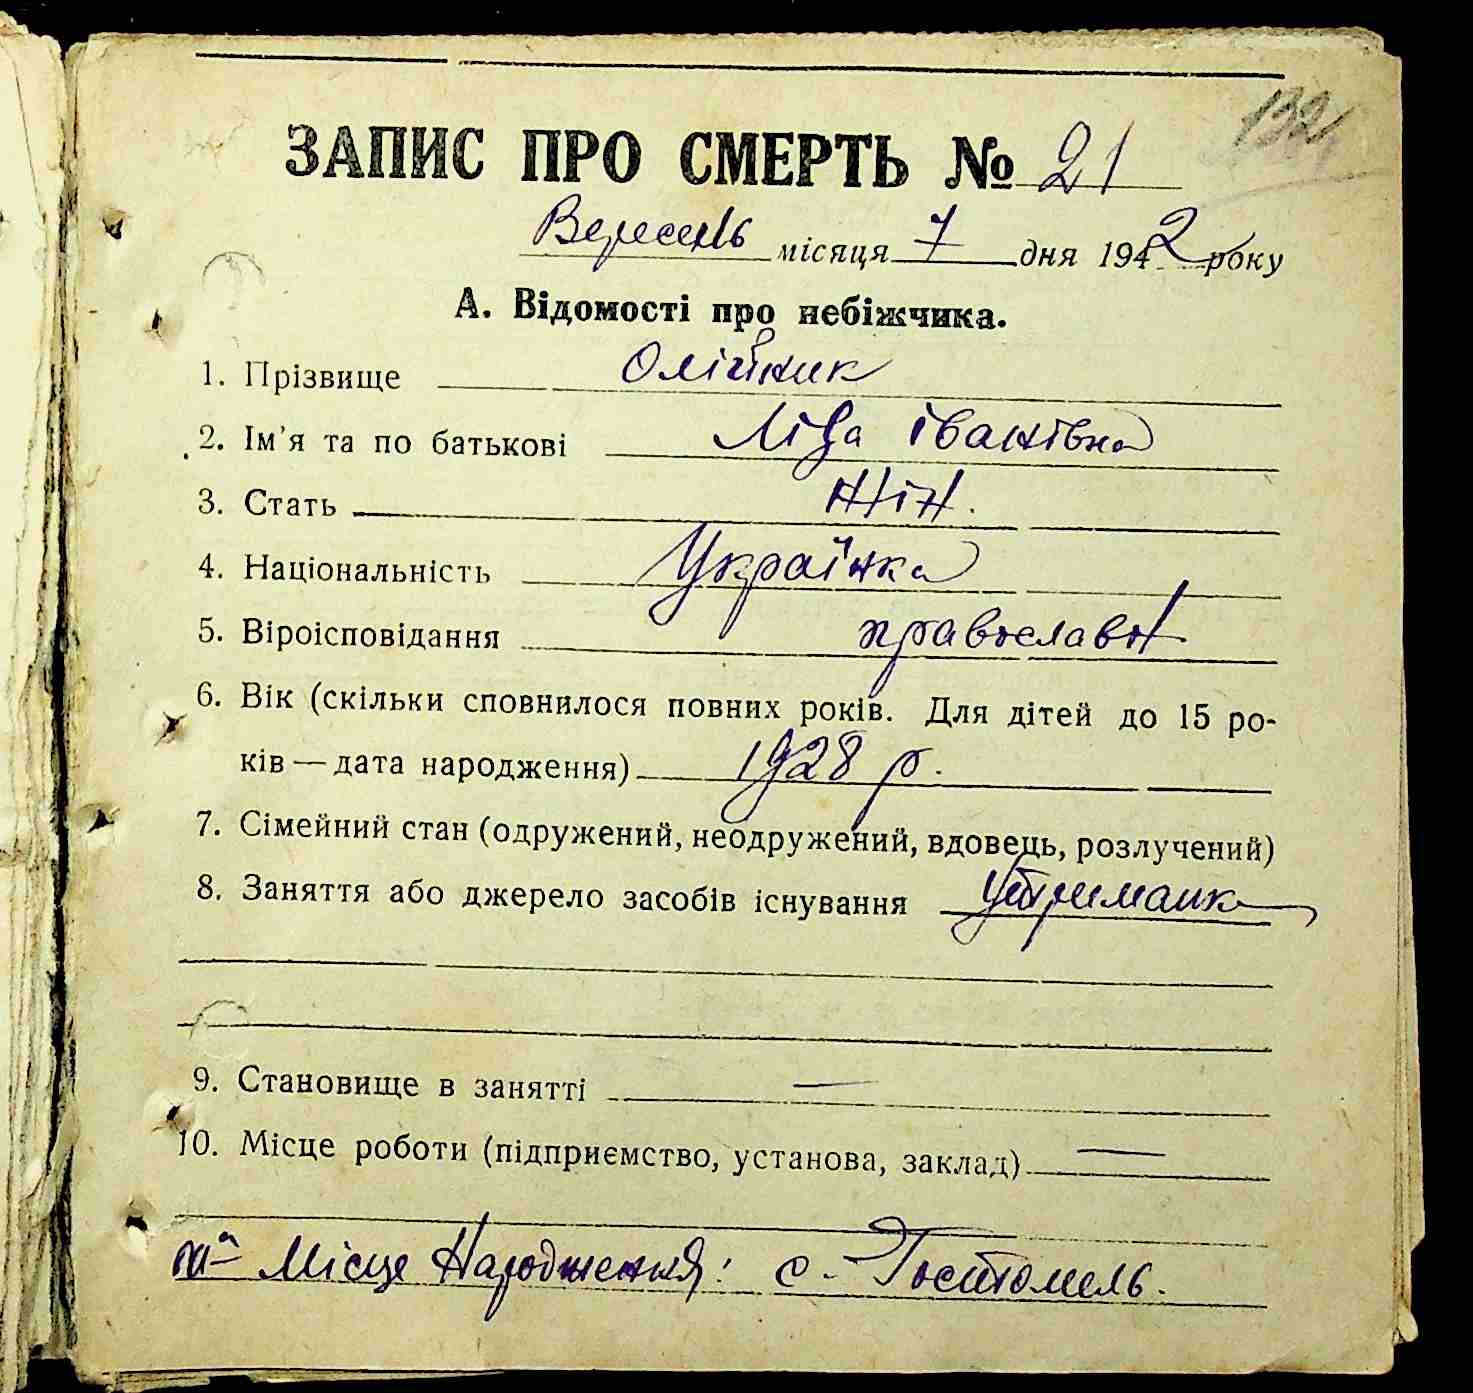 132
ЗАПИС ПРО СМЕРТЬ № 21
Вересень місяця 7 дня 1942 року
А. Відомості про небіжчика.
1. Прізвище Олійник
2. Ім'я та по батькові Ліда іванівна
3. Стать жін.
4. Національність Українка
5. Віроісповідання православн
6. Вік (скільки сповнилося повних років. Для дітей до 15 ро-
ків — дата народження) 1928 р.
7. Сімейний стан (одружений, неодружений, вдовець, розлучений)
8. Заняття або джерело засобів існування Утриманка
9. Становище в занятті —
10. Місце роботи (підприємство, установа, заклад) —
Місце Народження: с. Гостомель.